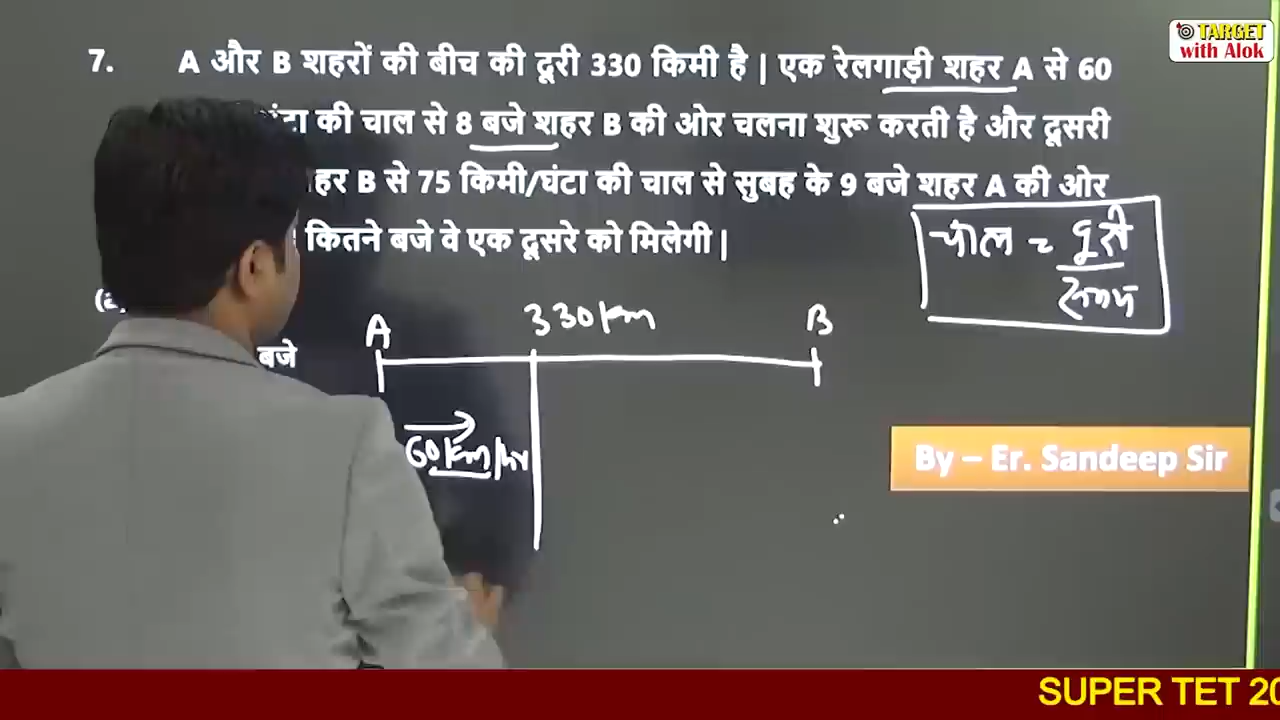 TARGET
with Alok
7. A और B शहरों की बीच की दूरी 330 किमी है | एक रेलगाड़ी शहर A से 60
की चाल से 8 बजे शहर B की ओर चलना शुरू करती है और दूसरी
B से 75 किमी/घंटा की चाल से सुबह के 9 बजे शहर A की ओर
कितने बजे वे एक दूसरे को मिलेगी |
चाल = दूरी
समय
A 330km B
बजे
60km/hr
By – Er. Sandeep Sir
SUPER TET